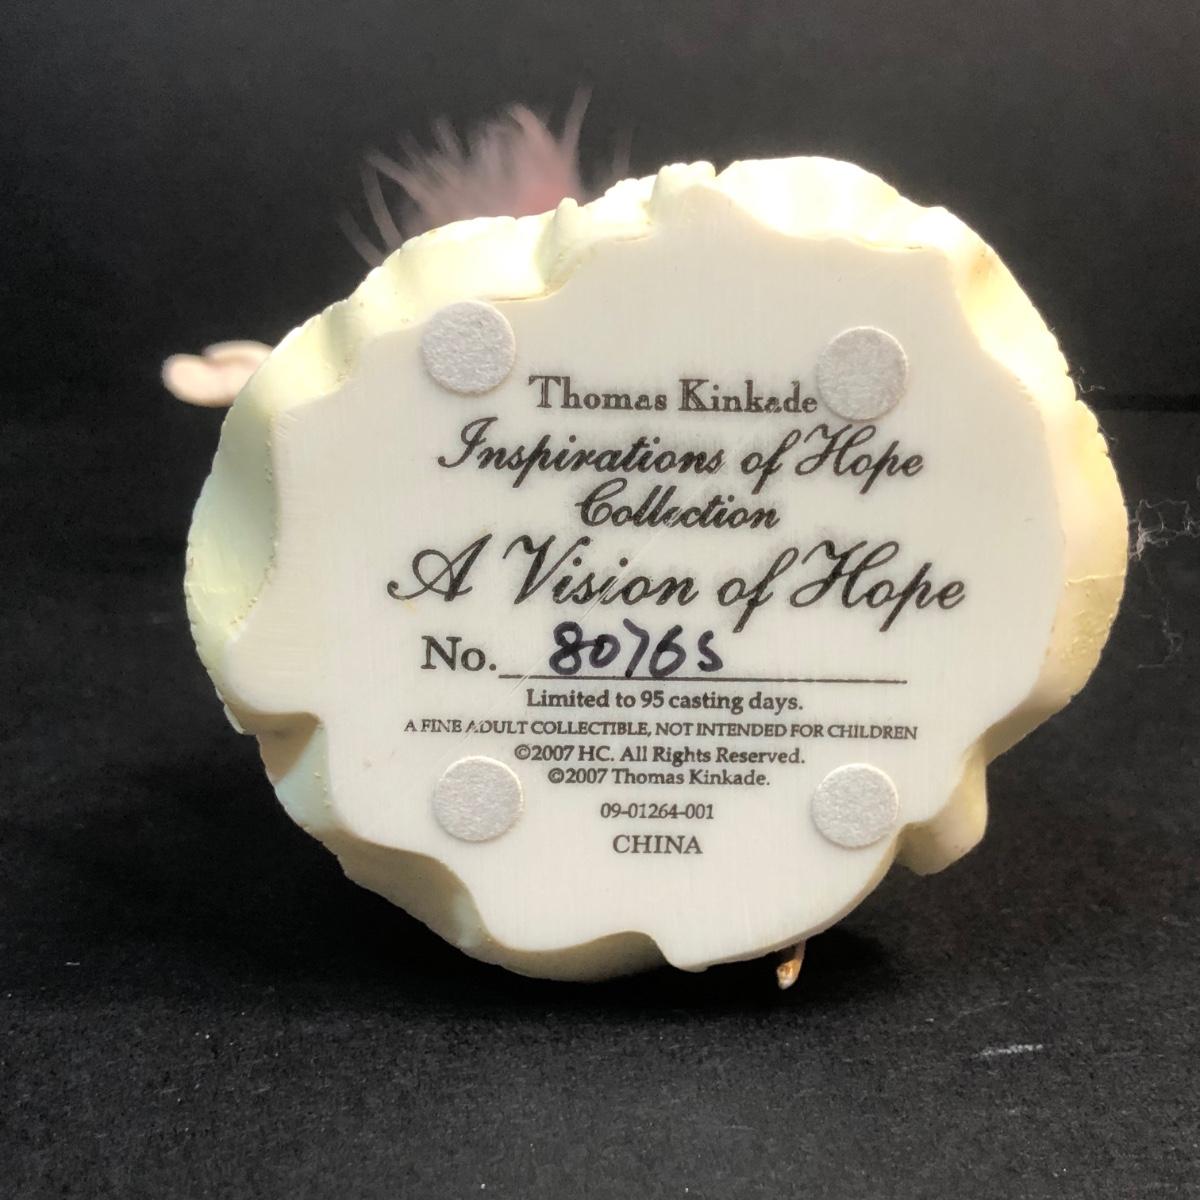 Thomas Kinkade
Inspirations of Hope
Collection
A Vision of Hope
No. 8076S
Limited to 95 casting days.
A FINE ADULT COLLECTIBLE, NOT INTENDED FOR CHILDREN
©2007 HC. All Rights Reserved.
©2007 Thomas Kinkade.
09-01264-001
CHINA